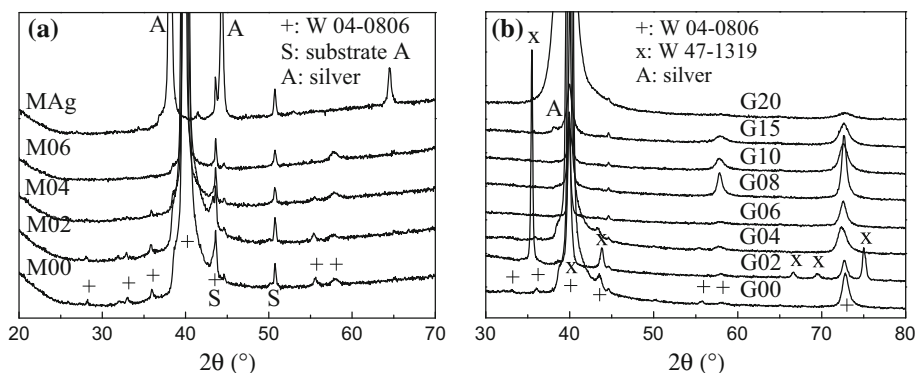 (a)
A
A
+: W 04-0806
S: substrate A
A: silver
MAg
M06
M04
M02
M00
+
+
+
+
+
+
+
S
S
20
30
40
50
60
70
2θ (°)
(b)
x
+: W 04-0806
x: W 47-1319
A: silver
A
G20
G15
G10
G08
G06
G04
G02
G00
x
x
x
x
x
+
+
+
+
+
+
+
30
40
50
60
70
80
2θ (°)